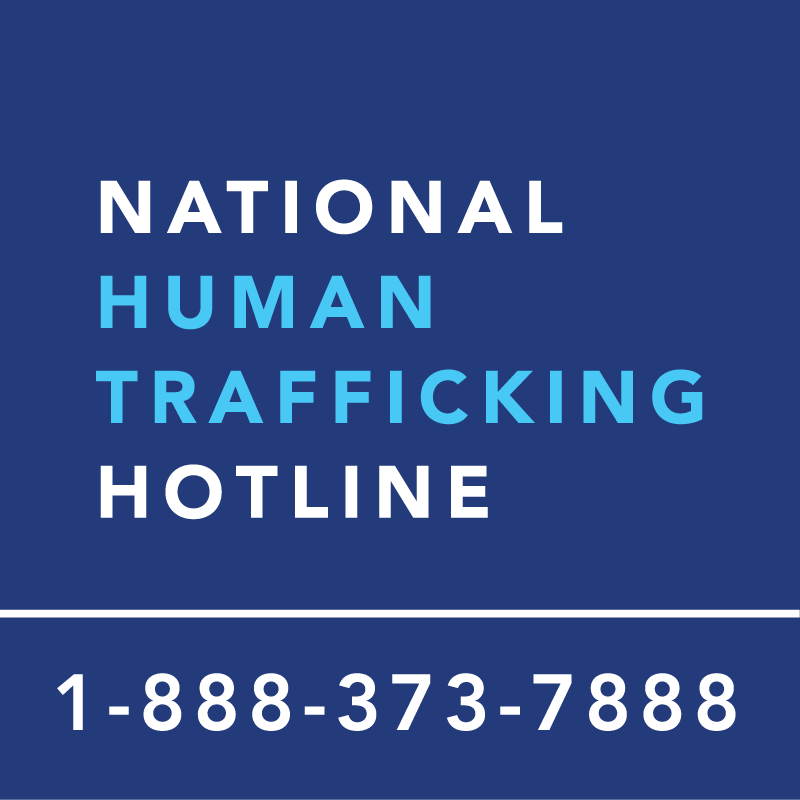 NATIONAL
HUMAN
TRAFFICKING
HOTLINE
1-888-373-7888